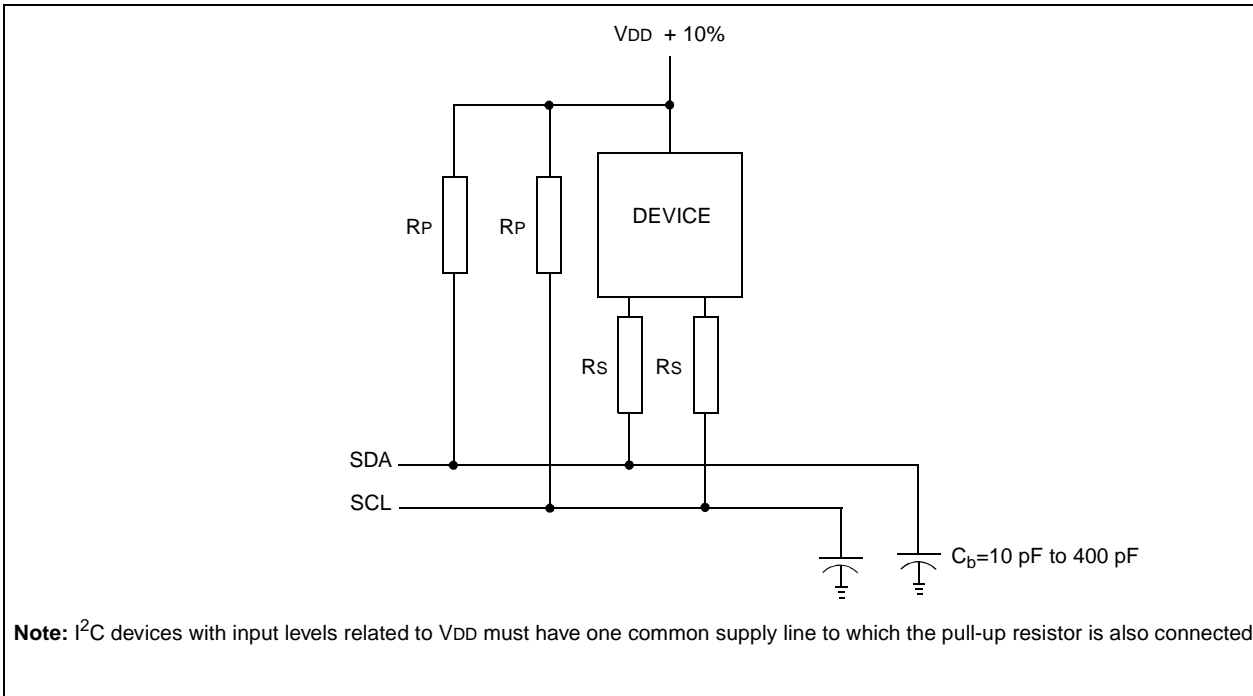 VDD + 10%
RP RP DEVICE
RS RS
SDA
SCL
Cb=10 pF to 400 pF
Note: I2C devices with input levels related to VDD must have one common supply line to which the pull-up resistor is also connected